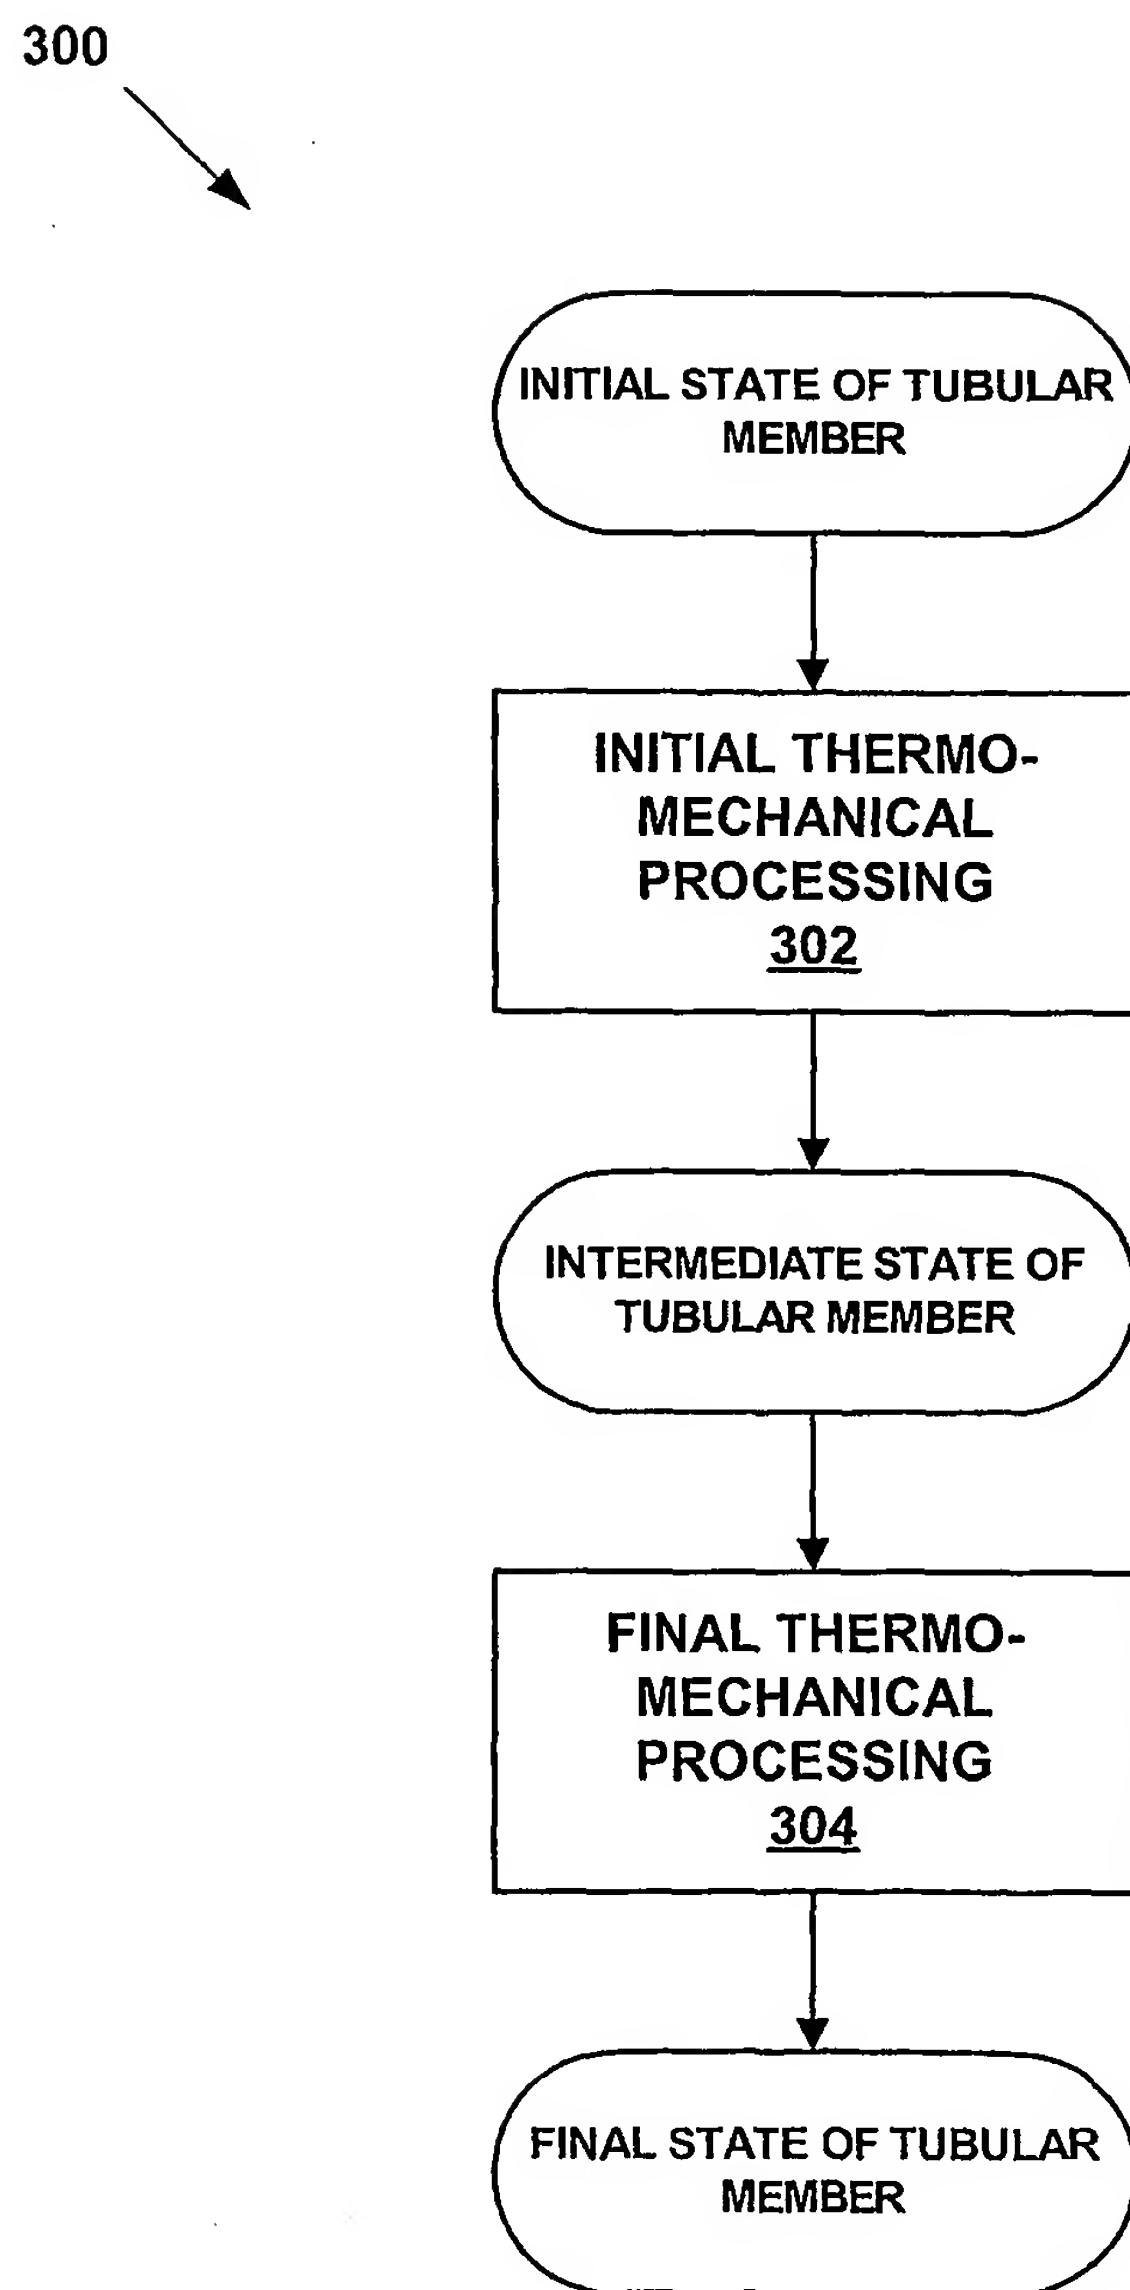 300
INITIAL STATE OF TUBULAR
MEMBER
INITIAL THERMO-
MECHANICAL
PROCESSING
302
INTERMEDIATE STATE OF
TUBULAR MEMBER
FINAL THERMO-
MECHANICAL
PROCESSING
304
FINAL STATE OF TUBULAR
MEMBER